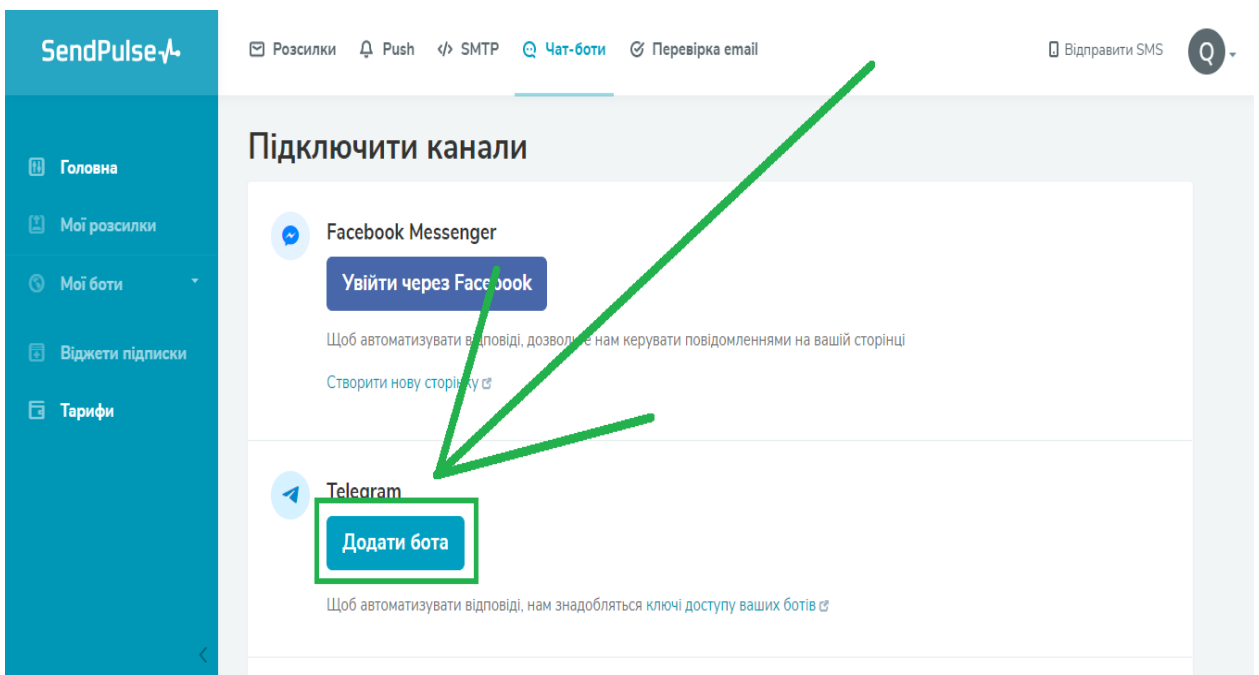 SendPulse
Розсилки Push SMTP Чат-боти Перевірка email Відправити SMS Q
Головна
Мої розсилки
Мої боти
Віджети підписки
Тарифи
Підключити канали
Facebook Messenger
Увійти через Facebook
Щоб автоматизувати відповіді, дозвольте нам керувати повідомленнями на вашій сторінці
Створити нову сторінку
Telegram
Додати бота
Щоб автоматизувати відповіді, нам знадобляться ключі доступу ваших ботів